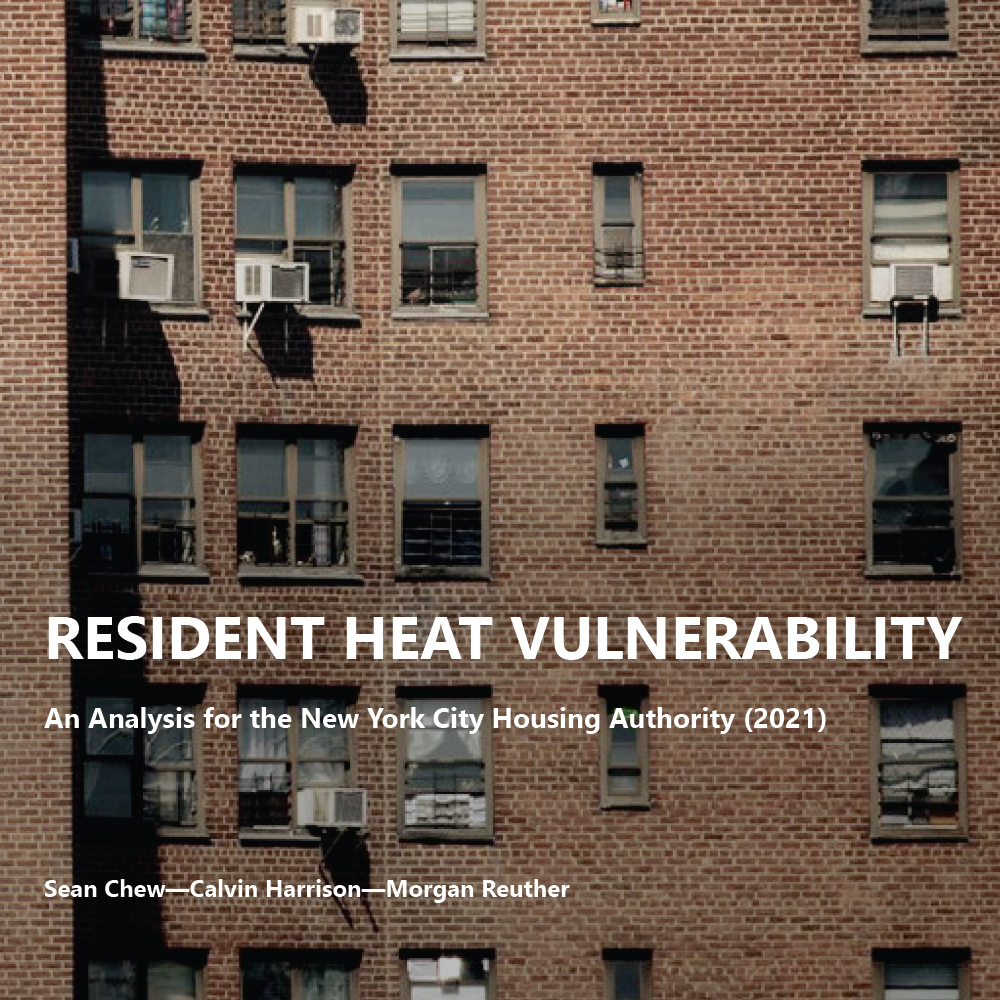 RESIDENT HEAT VULNERABILITY
An Analysis for the New York City Housing Authority (2021)
Sean Chew—Calvin Harrison—Morgan Reuther